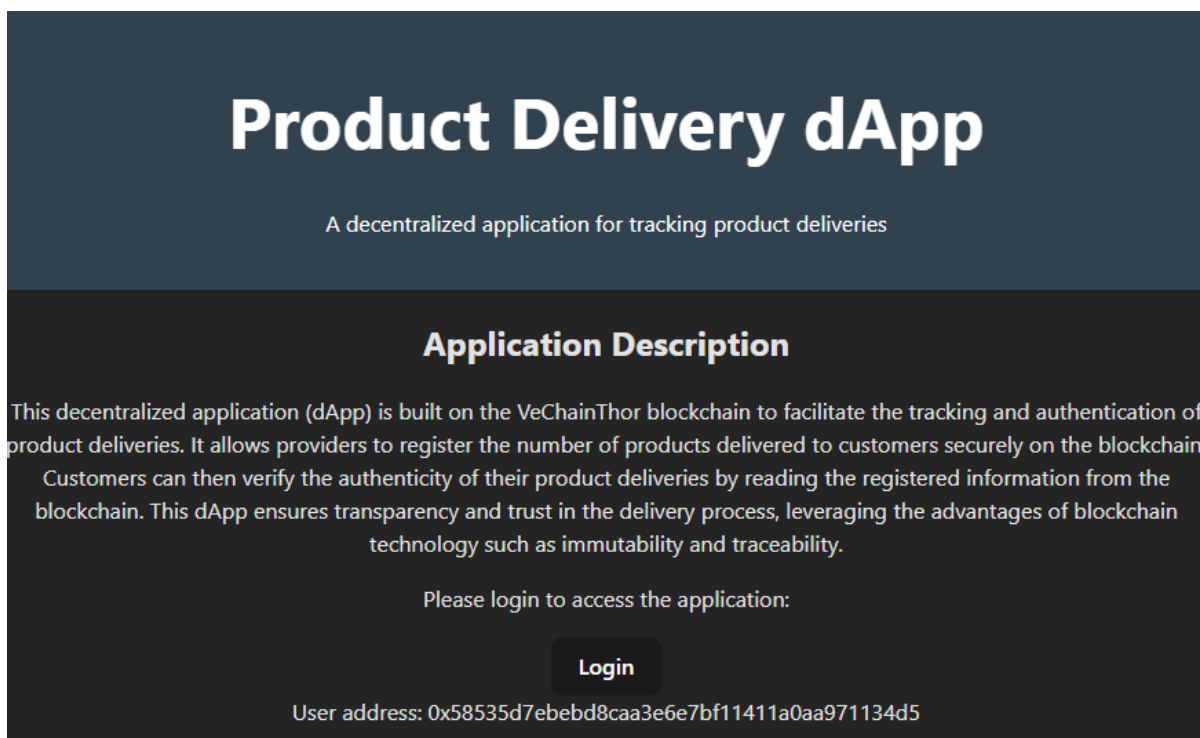 Product Delivery dApp
A decentralized application for tracking product deliveries
Application Description
This decentralized application (dApp) is built on the VeChainThor blockchain to facilitate the tracking and authentication of
product deliveries. It allows providers to register the number of products delivered to customers securely on the blockchain
Customers can then verify the authenticity of their product deliveries by reading the registered information from the
blockchain. This dApp ensures transparency and trust in the delivery process, leveraging the advantages of blockchain
technology such as immutability and traceability.
Please login to access the application:
Login
User address: 0x58535d7ebebd8caa3e6e7bf11411a0aa971134d5